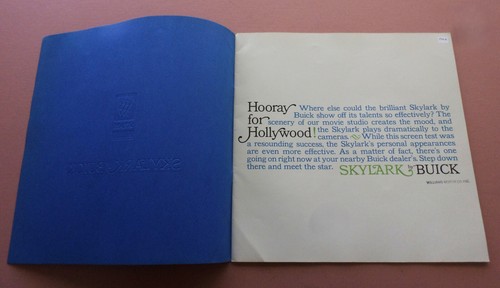 Hooray Where else could the brilliant Skylark by
Buick show off its talents so effectively? The
for scenery of our movie studio creates the mood, and
Hollywood! the Skylark plays dramatically to the
cameras. While this screen test was
a resounding success, the Skylark's personal appearances
are even more effective. As a matter of fact, there's one
going on right now at your nearby Buick dealer's. Step down
there and meet the star. SKYLARK by BUICK